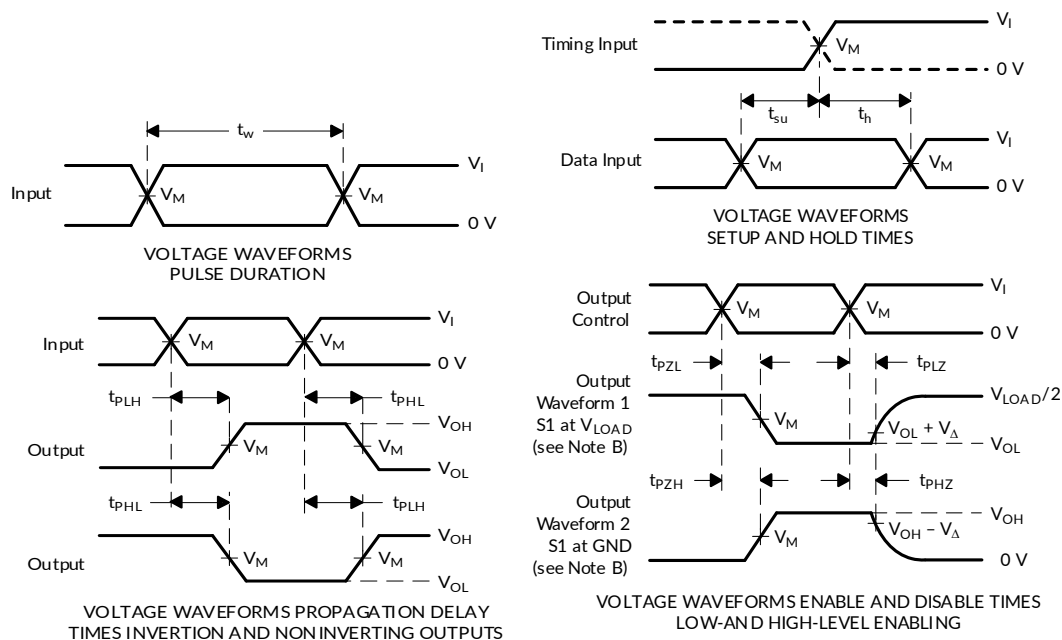 t_w
V_I
Input
V_M
V_M
0 V
VOLTAGE WAVEFORMS
PULSE DURATION
V_I
Timing Input
V_M
0 V
t_su
t_h
V_I
Data Input
V_M
V_M
0 V
VOLTAGE WAVEFORMS
SETUP AND HOLD TIMES
V_I
Input
V_M
V_M
0 V
t_PLH
t_PHL
V_OH
Output
V_M
V_M
V_OL
t_PHL
t_PLH
V_OH
Output
V_M
V_M
V_OL
VOLTAGE WAVEFORMS PROPAGATION DELAY
TIMES INVERTION AND NONINVERTING OUTPUTS
V_I
Output
Control
V_M
V_M
0 V
t_PZL
t_PLZ
Output
Waveform 1
S1 at V_LOAD
(see Note B)
V_LOAD/2
V_M
V_OL + V_Δ
V_OL
t_PZH
t_PHZ
Output
Waveform 2
S1 at GND
(see Note B)
V_OH
V_M
V_OH – V_Δ
0 V
VOLTAGE WAVEFORMS ENABLE AND DISABLE TIMES
LOW-AND HIGH-LEVEL ENABLING